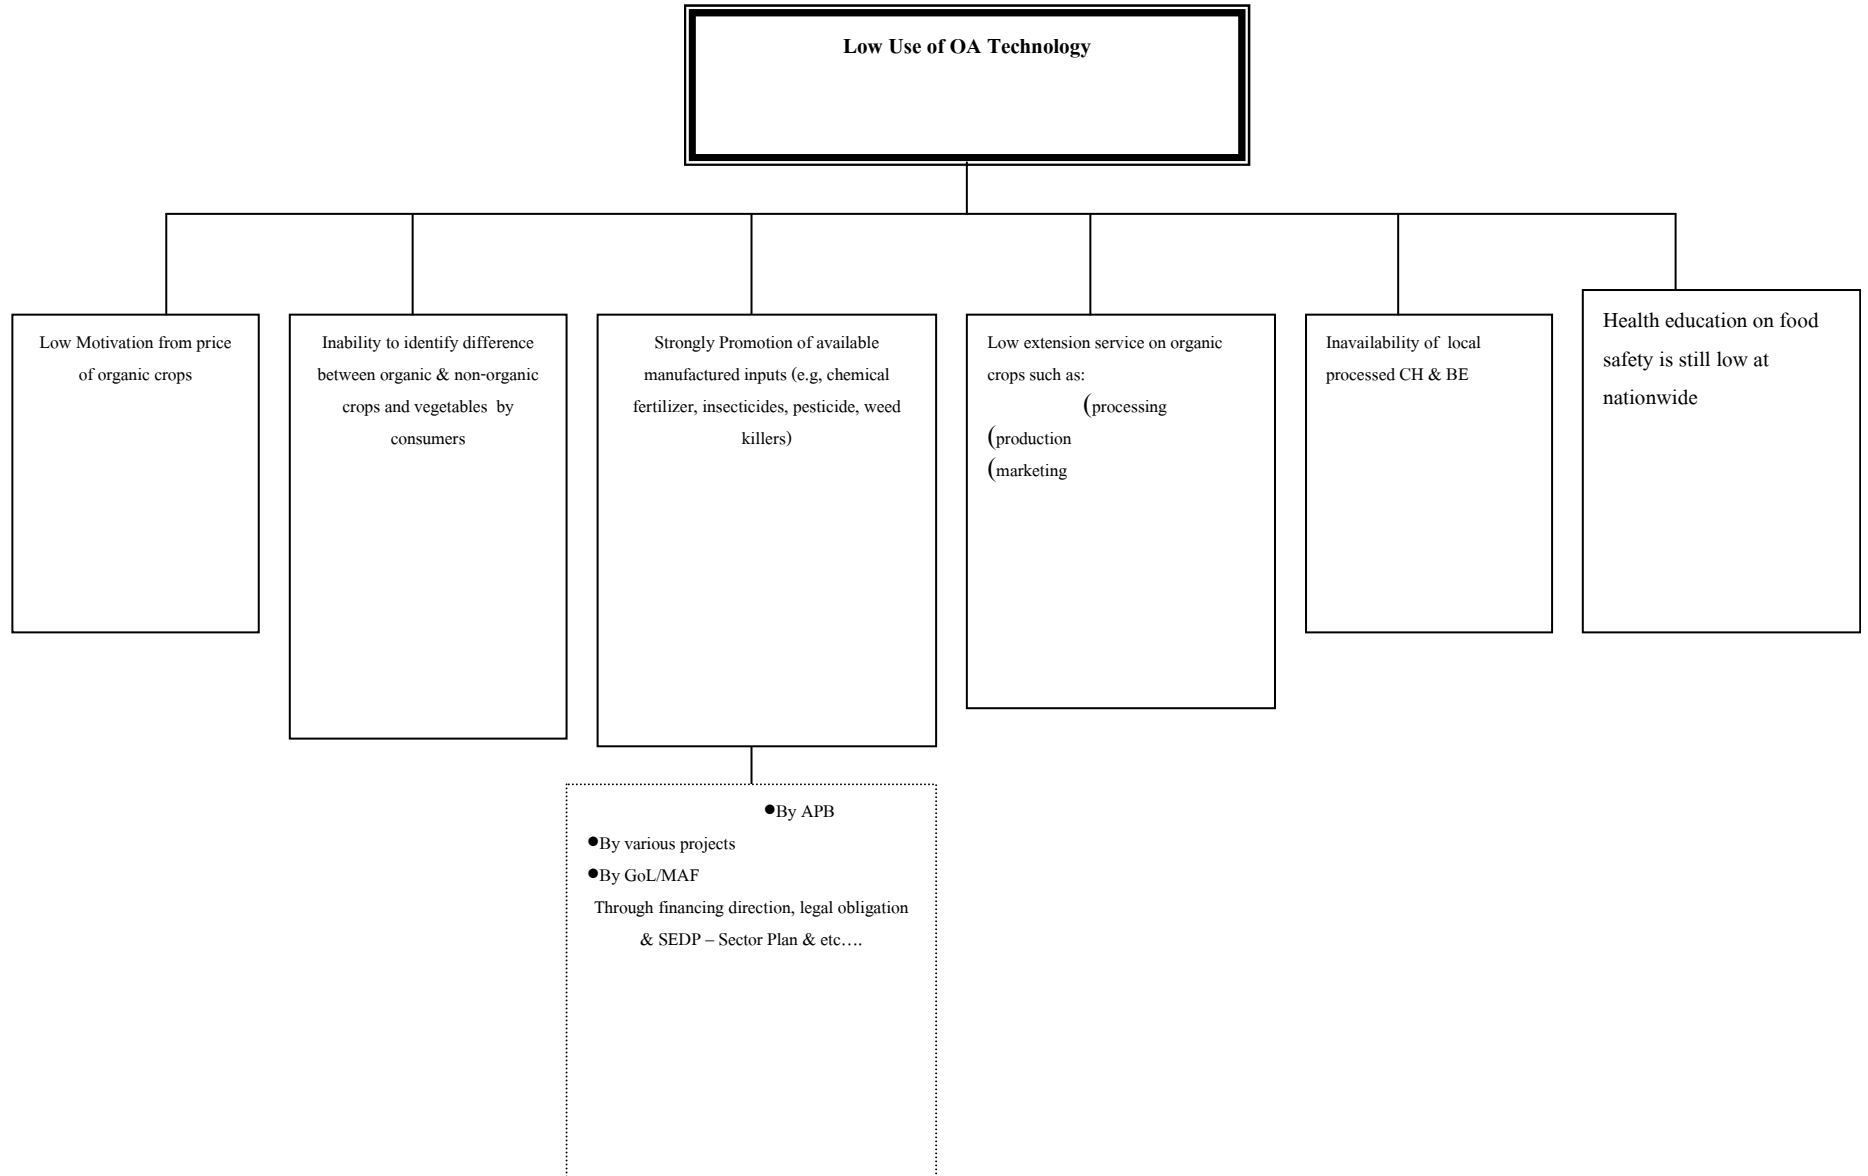 Low Use of OA Technology
Low Motivation from price
of organic crops
Inability to identify difference
between organic & non-organic
crops and vegetables by
consumers
Strongly Promotion of available
manufactured inputs (e.g, chemical
fertilizer, insecticides, pesticide, weed
killers)
Low extension service on organic
crops such as:
(processing
(production
(marketing
Inavailability of local
processed CH & BE
Health education on food
safety is still low at
nationwide
●By APB
●By various projects
●By GoL/MAF
Through financing direction, legal obligation
& SEDP – Sector Plan & etc….